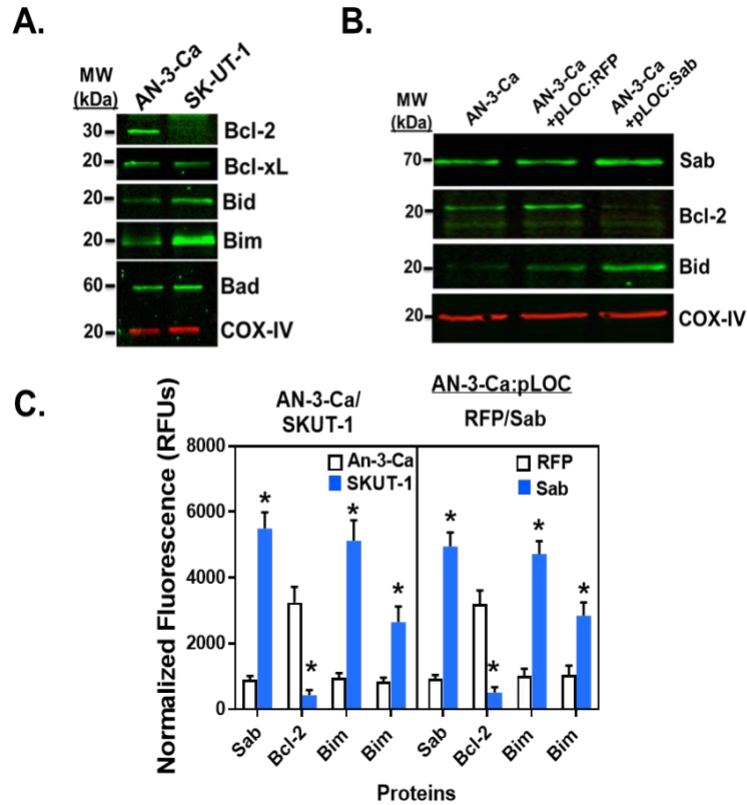 A.
MW
(kDa)
AN-3-Ca
SK-UT-1
30
Bcl-2
20
Bcl-xL
20
Bid
20
Bim
60
Bad
20
COX-IV
B.
MW
(kDa)
AN-3-Ca
AN-3-Ca
+pLOC:RFP
AN-3-Ca
+pLOC:Sab
70
Sab
20
Bcl-2
20
Bid
20
COX-IV
C.
AN-3-Ca/
SKUT-1
AN-3-Ca:pLOC
RFP/Sab
Normalized Fluorescence (RFUs)
8000
6000
4000
2000
0
An-3-Ca
SKUT-1
RFP
Sab
* * * *
* * * *
Sab
Bcl-2
Bim
Bim
Sab
Bcl-2
Bim
Bim
Proteins